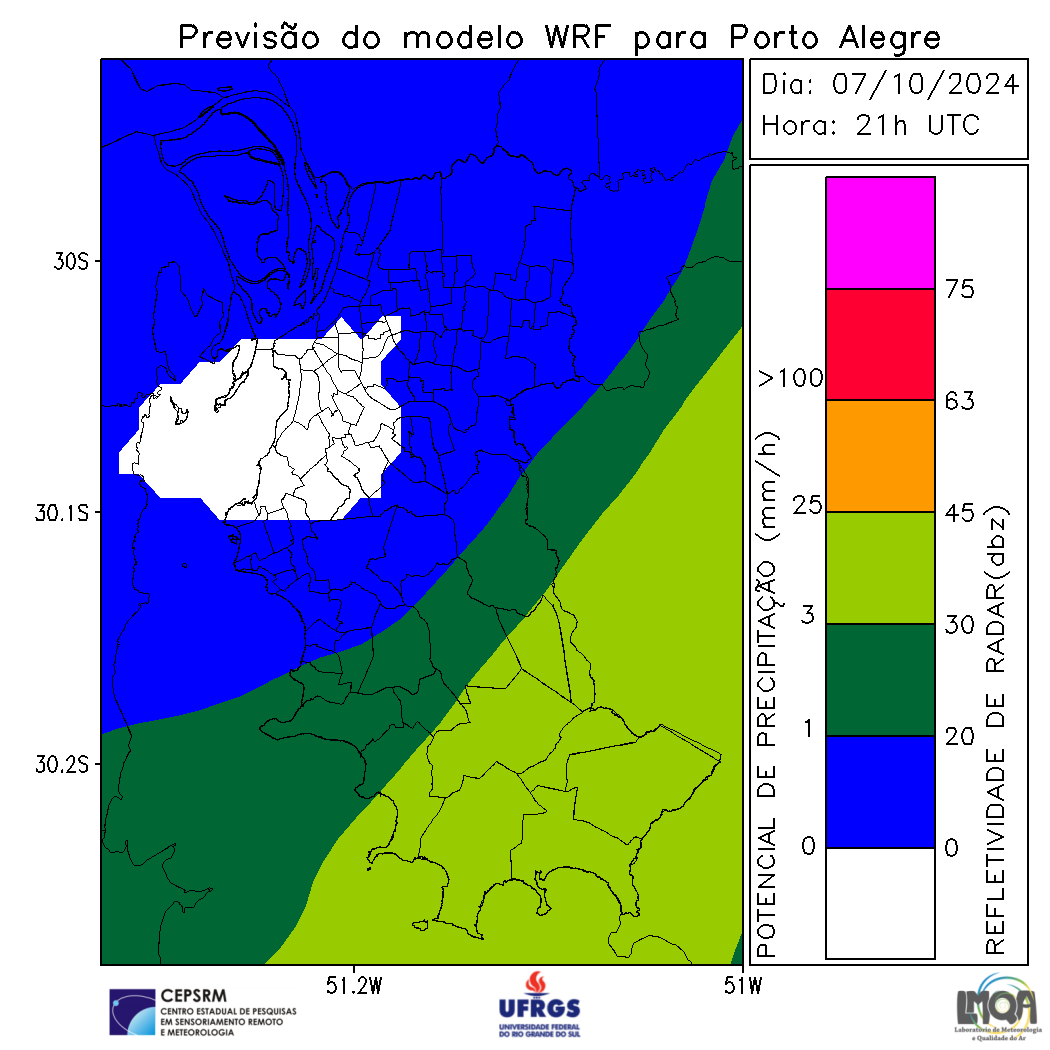 Previsão do modelo WRF para Porto Alegre
Dia: 07/10/2024
Hora: 21h UTC
30S
30.1S
30.2S
51.2W
51W
POTENCIAL DE PRECIPITAÇÃO (mm/h)
>100
25
3
1
0
75
63
45
30
20
0
REFLETIVIDADE DE RADAR(dbz)
CEPSRM
CENTRO ESTADUAL DE PESQUISAS
EM SENSORIAMENTO REMOTO
E METEOROLOGIA
UFRGS
UNIVERSIDADE FEDERAL
DO RIO GRANDE DO SUL
LMQA
Laboratório de Meteorologia
e Qualidade do Ar